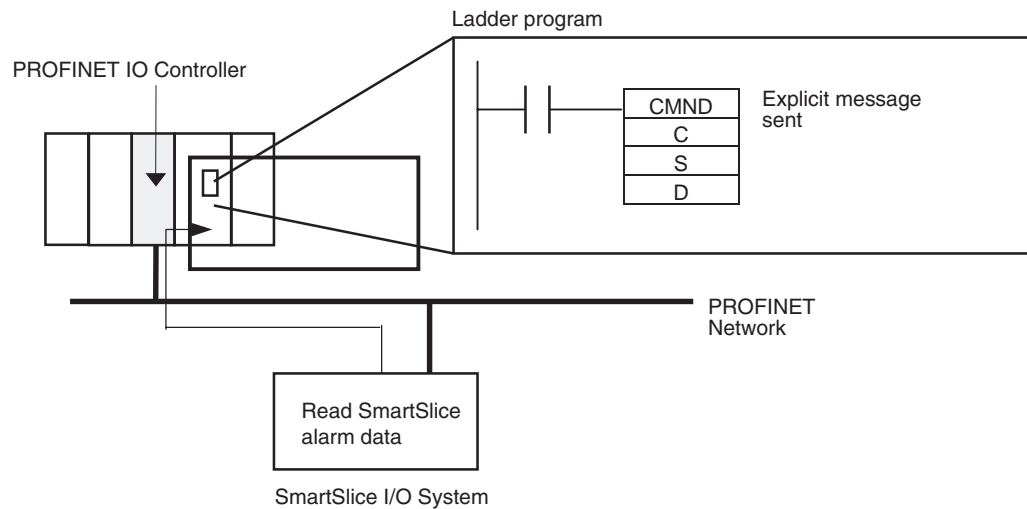 Ladder program
PROFINET IO Controller
CMND
C
S
D
Explicit message
sent
PROFINET
Network
Read SmartSlice
alarm data
SmartSlice I/O System